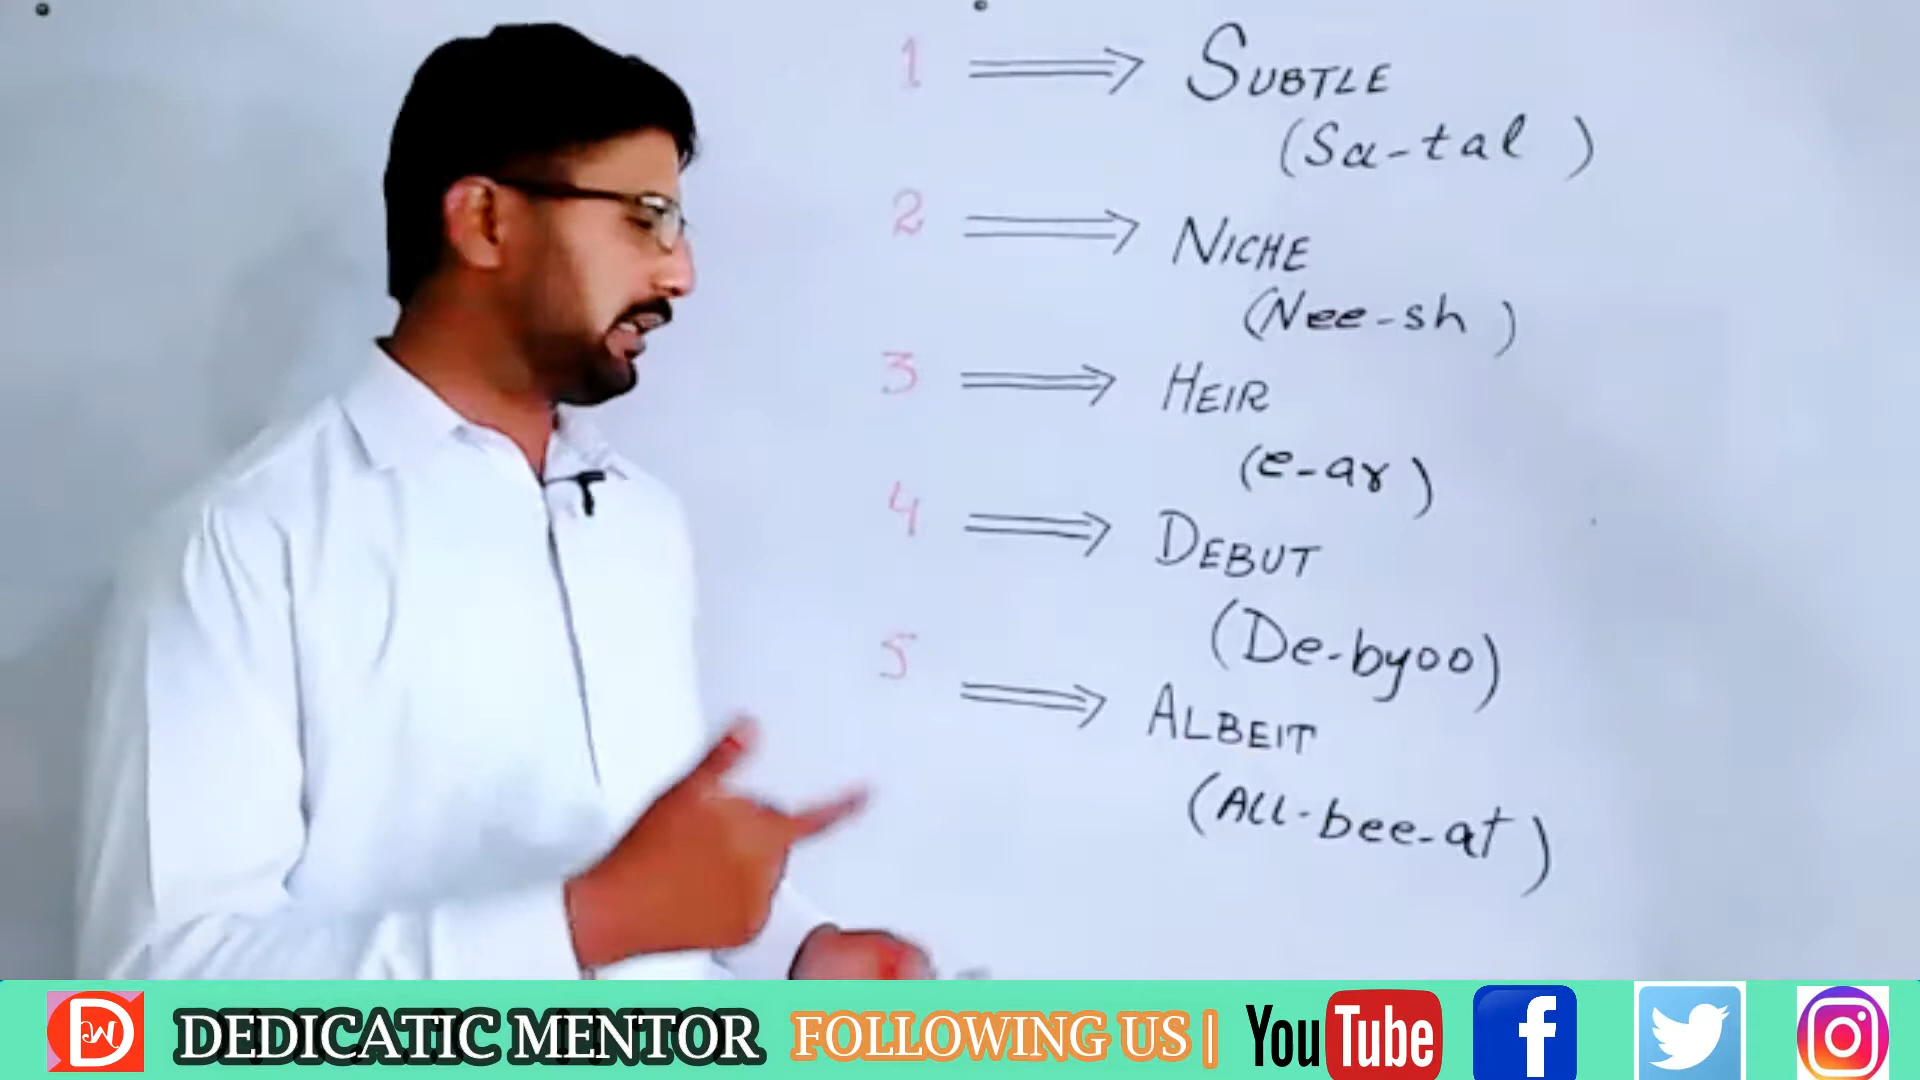 1 ⟹ SUBTLE
(Sa-tal)
2 ⟹ NICHE
(Nee-sh)
3 ⟹ HEIR
(e-ar)
4 ⟹ DEBUT
(De-byoo)
5 ⟹ ALBEIT
(All-bee-at)
DEDICATIC MENTOR FOLLOWING US | YouTube f